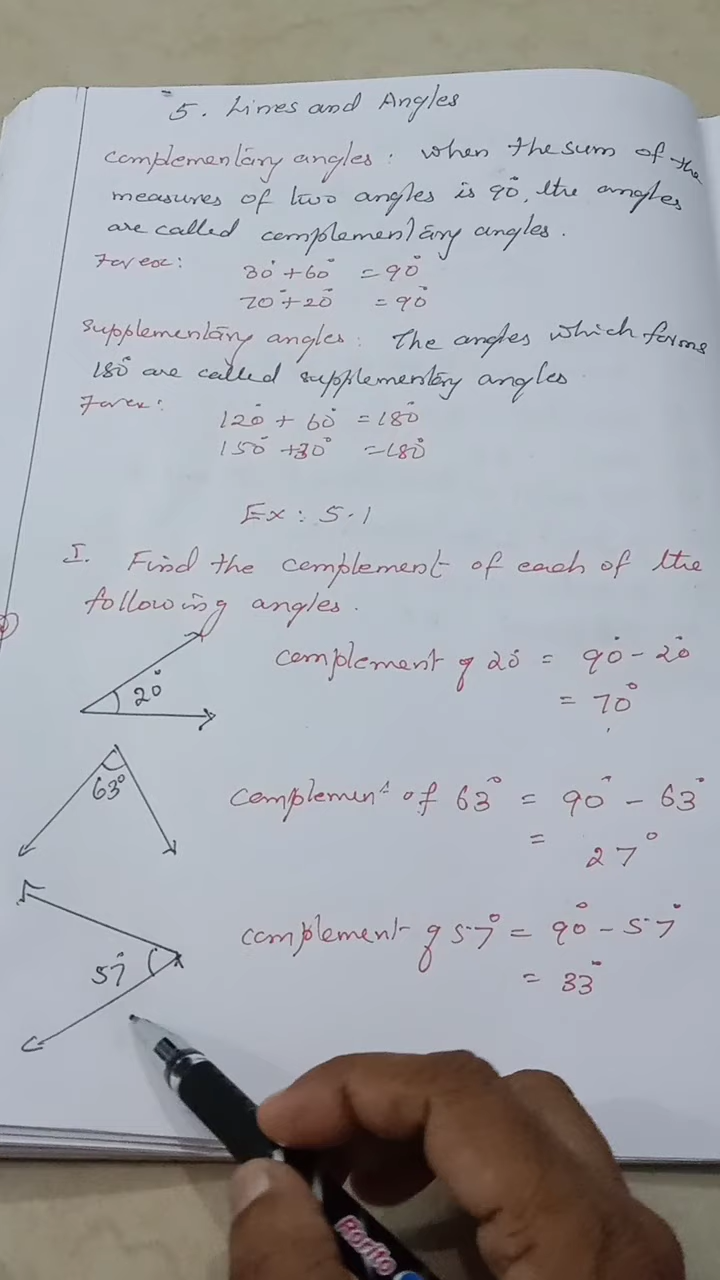 5. Lines and Angles
complementary angles: when the sum of the
measures of two angles is 90°, the angles
are called complementary angles.
For ex: 30° + 60° = 90°
70° + 20° = 90°
supplementary angles: The angles which forms
180° are called supplementary angles.
For ex: 120° + 60° = 180°
150° + 30° = 180°
Ex: 5.1
I. Find the complement of each of the
following angles.
20°
complement of 20° = 90° - 20°
= 70°
63°
complement of 63° = 90° - 63°
= 27°
57°
complement of 57° = 90° - 57°
= 33°
Rorito